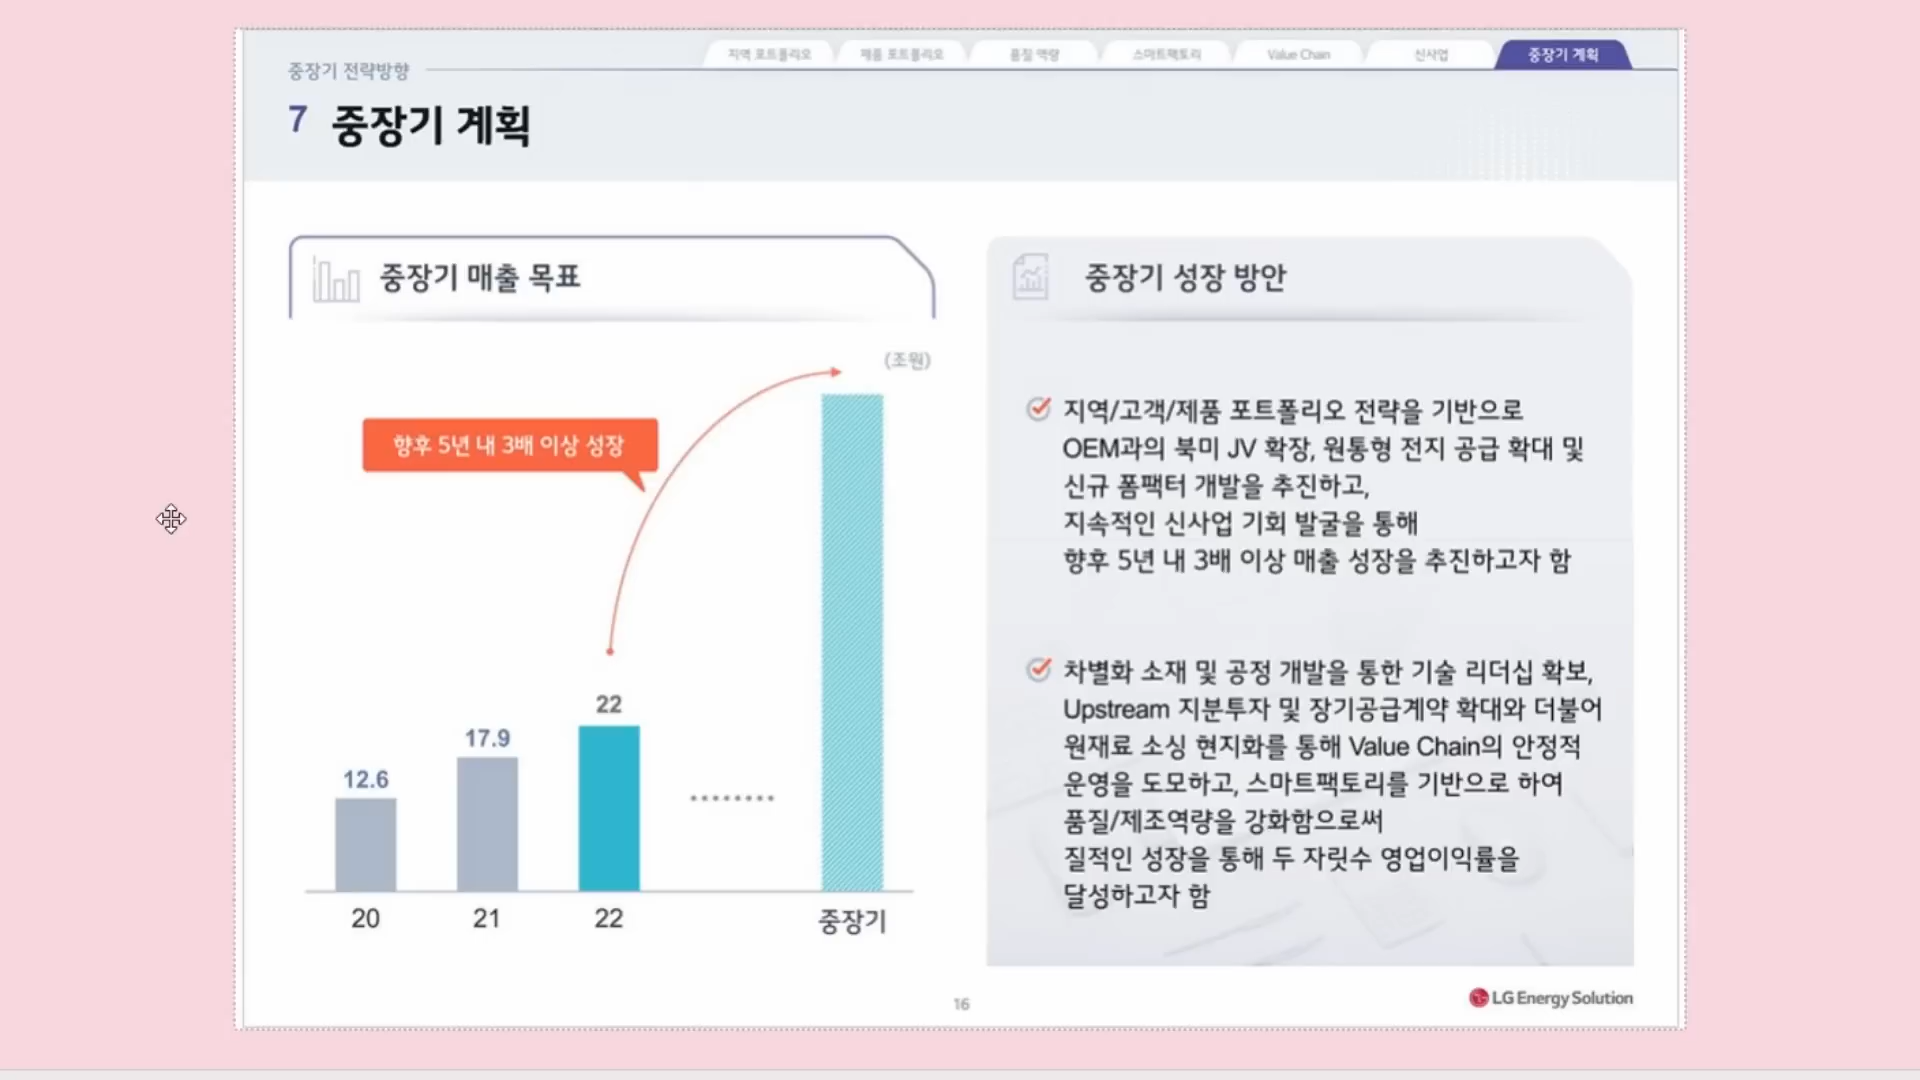 중장기 전략방향
지역 포트폴리오
제품 포트폴리오
품질 역량
스마트팩토리
Value Chain
신사업
중장기 계획
7 중장기 계획
중장기 매출 목표
(조원)
향후 5년 내 3배 이상 성장
12.6
17.9
22
20
21
22
중장기
중장기 성장 방안
지역/고객/제품 포트폴리오 전략을 기반으로
OEM과의 북미 JV 확장, 원통형 전지 공급 확대 및
신규 폼팩터 개발을 추진하고,
지속적인 신사업 기회 발굴을 통해
향후 5년 내 3배 이상 매출 성장을 추진하고자 함
차별화 소재 및 공정 개발을 통한 기술 리더십 확보,
Upstream 지분투자 및 장기공급계약 확대와 더불어
원재료 소싱 현지화를 통해 Value Chain의 안정적
운영을 도모하고, 스마트팩토리를 기반으로 하여
품질/제조역량을 강화함으로써
질적인 성장을 통해 두 자릿수 영업이익률을
달성하고자 함
16
LG Energy Solution